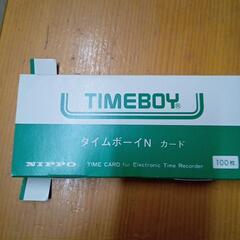 TIMEBOY®
タイムボーイN カード
NIPPO TIME CARD for Electronic Time Recorder
100枚